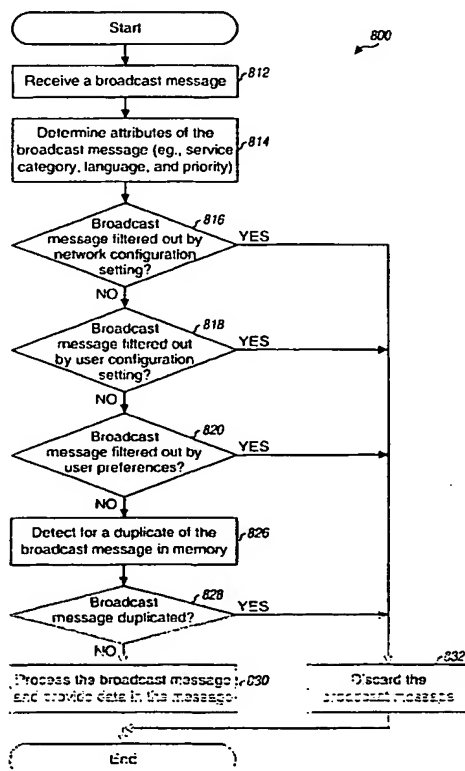 Start
800
Receive a broadcast message
812
Determine attributes of the
broadcast message (eg., service
category, language, and priority)
814
Broadcast
message filtered out by
network configuration
setting?
816
YES
NO
Broadcast
message filtered out
by user configuration
setting?
818
YES
NO
Broadcast
message filtered out by
user preferences?
820
YES
NO
Detect for a duplicate of the
broadcast message in memory
826
Broadcast
message duplicated?
828
YES
NO
Process the broadcast message
and provide data in the message
830
Discard the
broadcast message
832
End